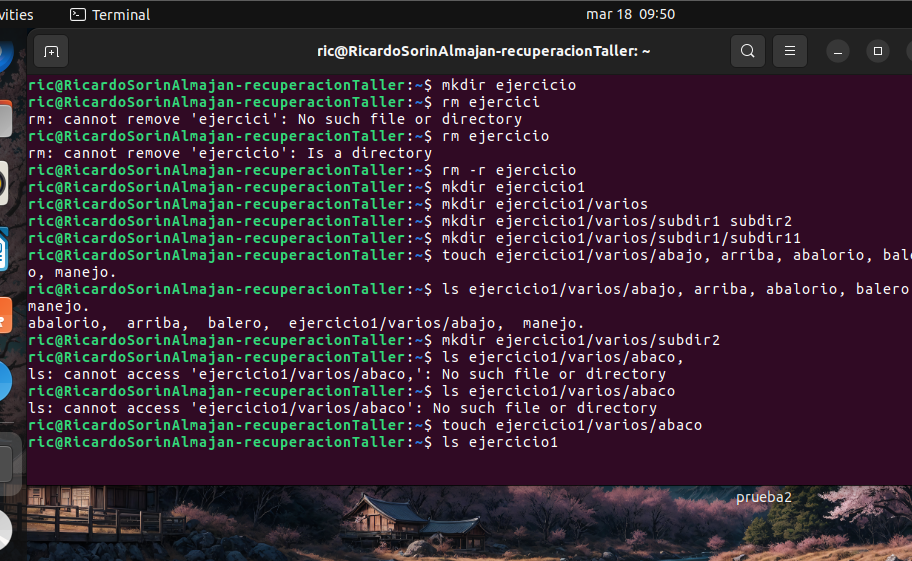 vities Terminal mar 18 09:50
ric@RicardoSorinAlmajan-recuperacionTaller: ~
ric@RicardoSorinAlmajan-recuperacionTaller:~$ mkdir ejercicio
ric@RicardoSorinAlmajan-recuperacionTaller:~$ rm ejercici
rm: cannot remove 'ejercici': No such file or directory
ric@RicardoSorinAlmajan-recuperacionTaller:~$ rm ejercicio
rm: cannot remove 'ejercicio': Is a directory
ric@RicardoSorinAlmajan-recuperacionTaller:~$ rm -r ejercicio
ric@RicardoSorinAlmajan-recuperacionTaller:~$ mkdir ejercicio1
ric@RicardoSorinAlmajan-recuperacionTaller:~$ mkdir ejercicio1/varios
ric@RicardoSorinAlmajan-recuperacionTaller:~$ mkdir ejercicio1/varios/subdir1 subdir2
ric@RicardoSorinAlmajan-recuperacionTaller:~$ mkdir ejercicio1/varios/subdir1/subdir11
ric@RicardoSorinAlmajan-recuperacionTaller:~$ touch ejercicio1/varios/abajo, arriba, abalorio, bale
o, manejo.
ric@RicardoSorinAlmajan-recuperacionTaller:~$ ls ejercicio1/varios/abajo, arriba, abalorio, balero
manejo.
abalorio,  arriba,  balero,  ejercicio1/varios/abajo,  manejo.
ric@RicardoSorinAlmajan-recuperacionTaller:~$ mkdir ejercicio1/varios/subdir2
ric@RicardoSorinAlmajan-recuperacionTaller:~$ ls ejercicio1/varios/abaco,
ls: cannot access 'ejercicio1/varios/abaco,': No such file or directory
ric@RicardoSorinAlmajan-recuperacionTaller:~$ ls ejercicio1/varios/abaco
ls: cannot access 'ejercicio1/varios/abaco': No such file or directory
ric@RicardoSorinAlmajan-recuperacionTaller:~$ touch ejercicio1/varios/abaco
ric@RicardoSorinAlmajan-recuperacionTaller:~$ ls ejercicio1
prueba2